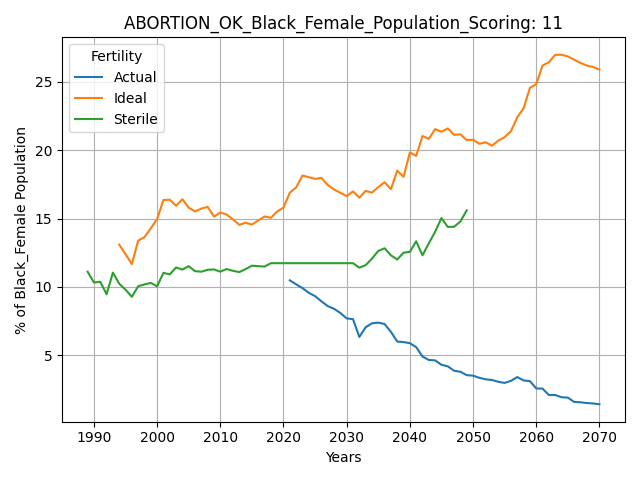 ABORTION_OK_Black_Female_Population_Scoring: 11
Fertility
Actual
Ideal
Sterile
% of Black_Female Population
25
20
15
10
5
1990 2000 2010 2020 2030 2040 2050 2060 2070
Years